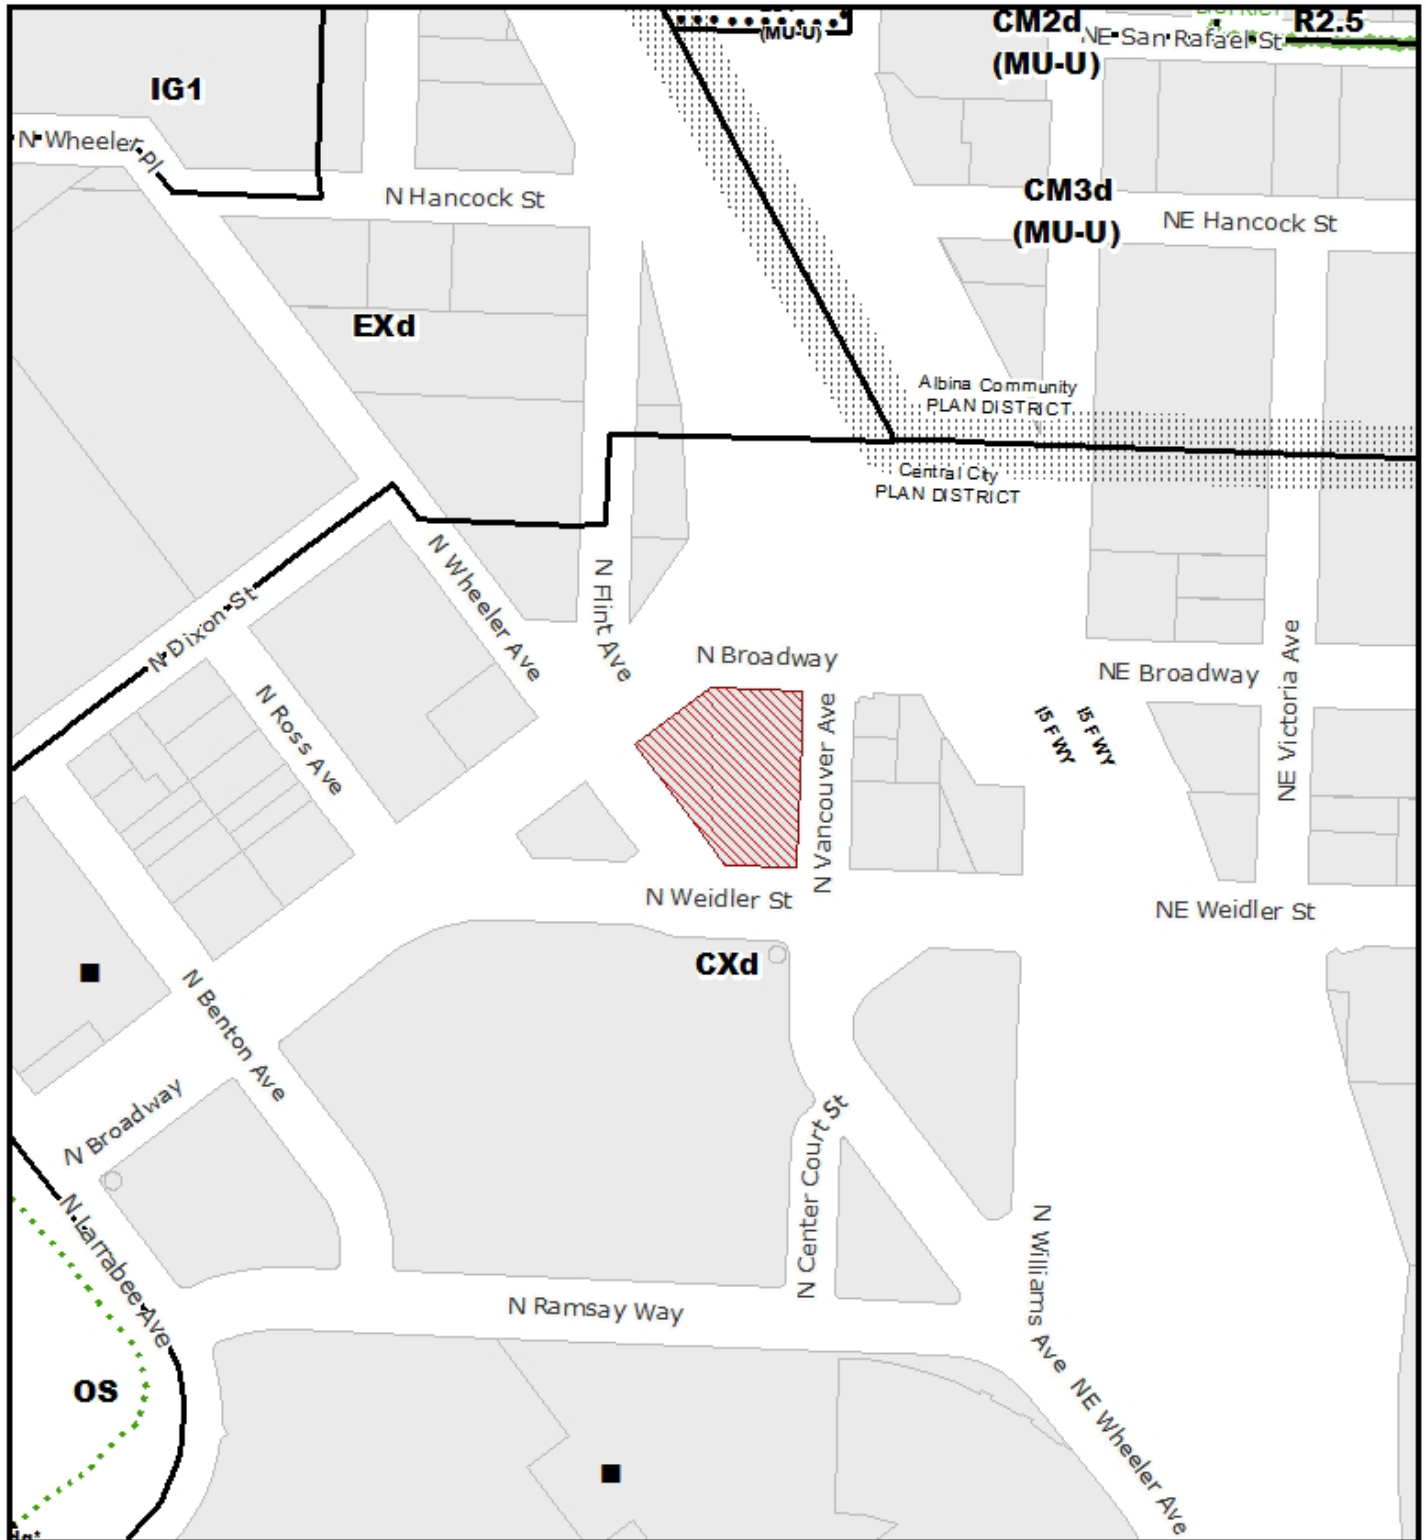 CM2d
(MU-U)
R2.5
NE San Rafael St
(MU-U)
IG1
N Wheeler Pl
N Hancock St
CM3d
(MU-U)
NE Hancock St
EXd
Albina Community
PLAN DISTRICT
Central City
PLAN DISTRICT
N Dixon St
N Wheeler Ave
N Flint Ave
N Broadway
NE Broadway
NE Victoria Ave
N Ross Ave
N Vancouver Ave
I5 FWY
I5 FWY
N Weidler St
NE Weidler St
CXd
N Benton Ave
N Broadway
N Center Court St
N Larrabee Ave
N Williams Ave
N Ramsay Way
OS
NE Wheeler Ave